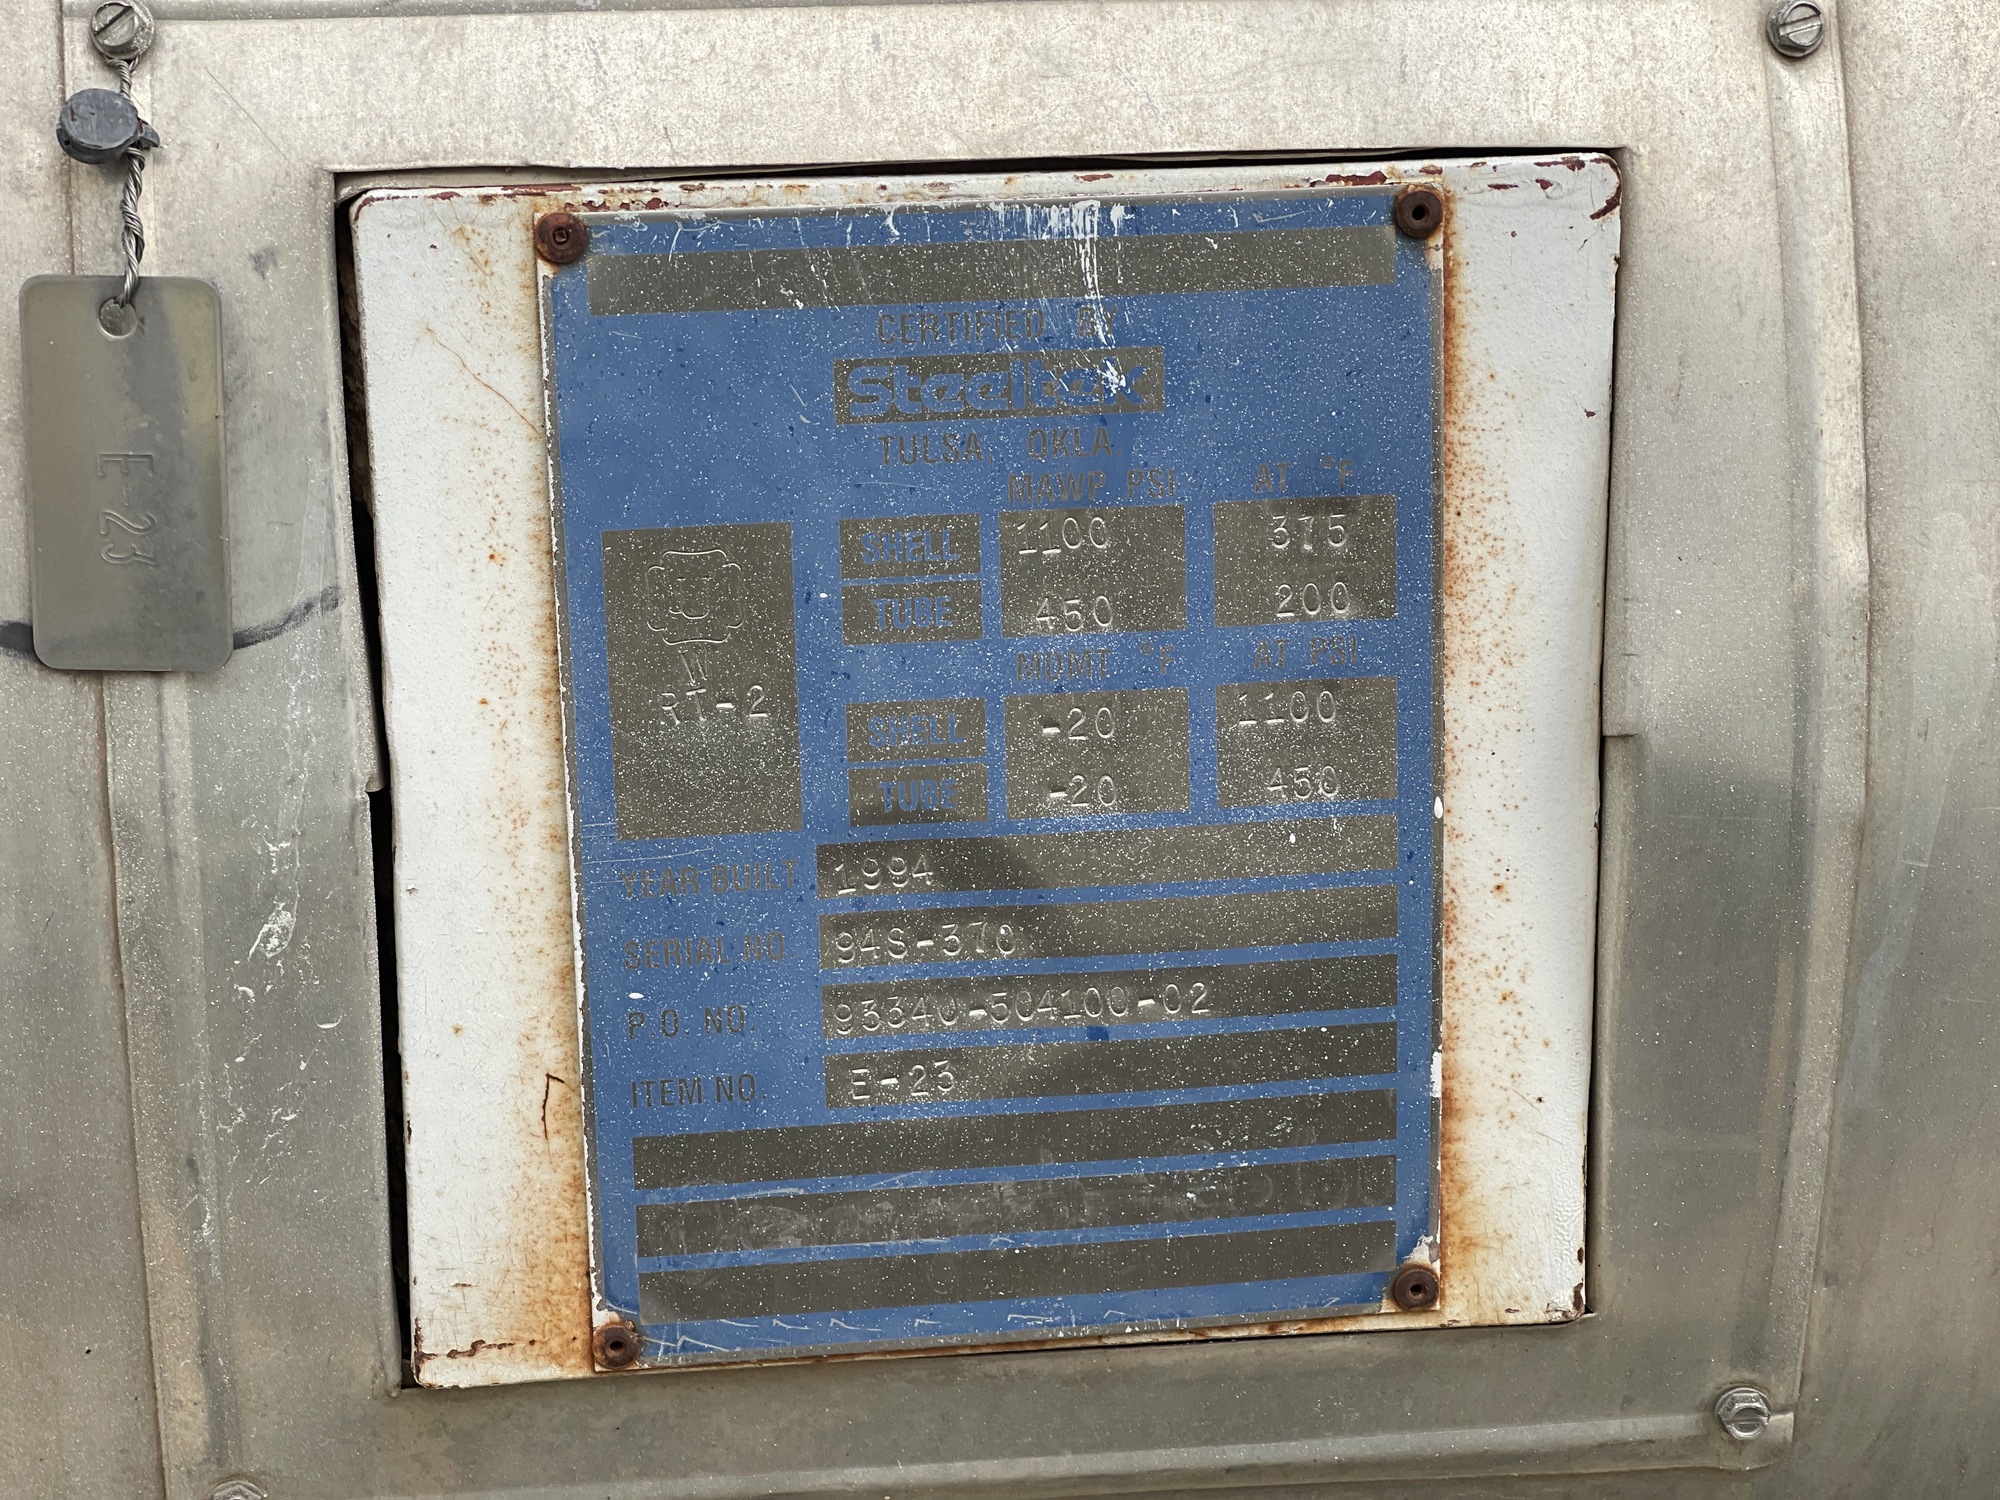 CERTIFIED BY
Steeltek
TULSA, OKLA.
MAWP PSI AT °F
SHELL 1100 375
TUBE 450 200
MDMT °F AT PSI
SHELL -20 1100
TUBE -20 450
U
W
RT-2
YEAR BUILT 1994
SERIAL NO. 94S-370
P.O. NO. 93340-504100-02
ITEM NO. E-23
E-23